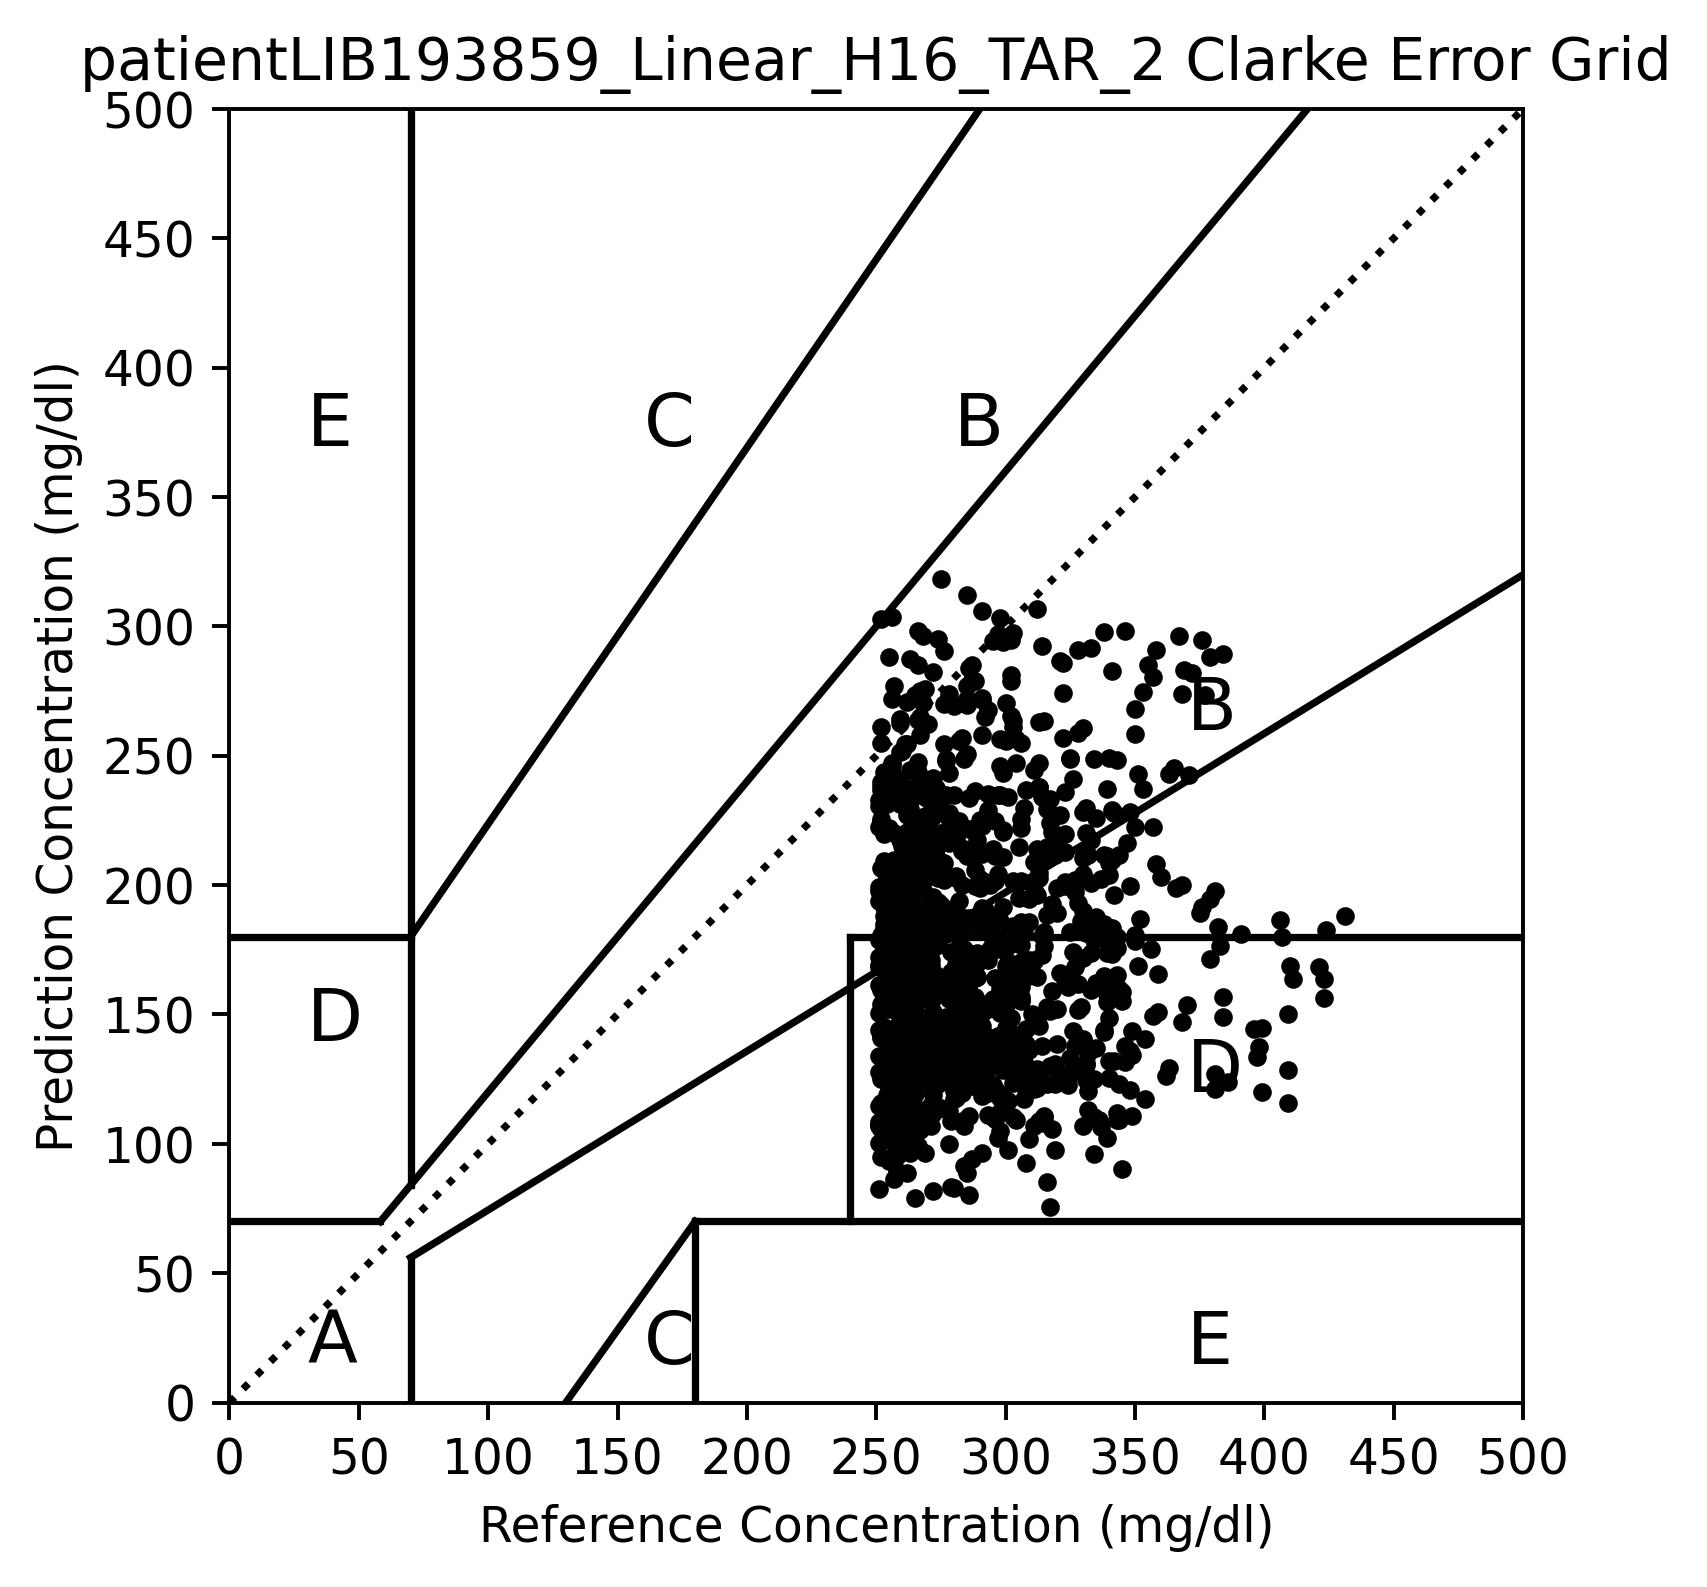 patientLIB193859_Linear_H16_TAR_2 Clarke Error Grid
500
450
400
350
300
250
200
150
100
50
0
Prediction Concentration (mg/dl)
E
C
B
B
D
D
A
C
E
0 50 100 150 200 250 300 350 400 450 500
Reference Concentration (mg/dl)